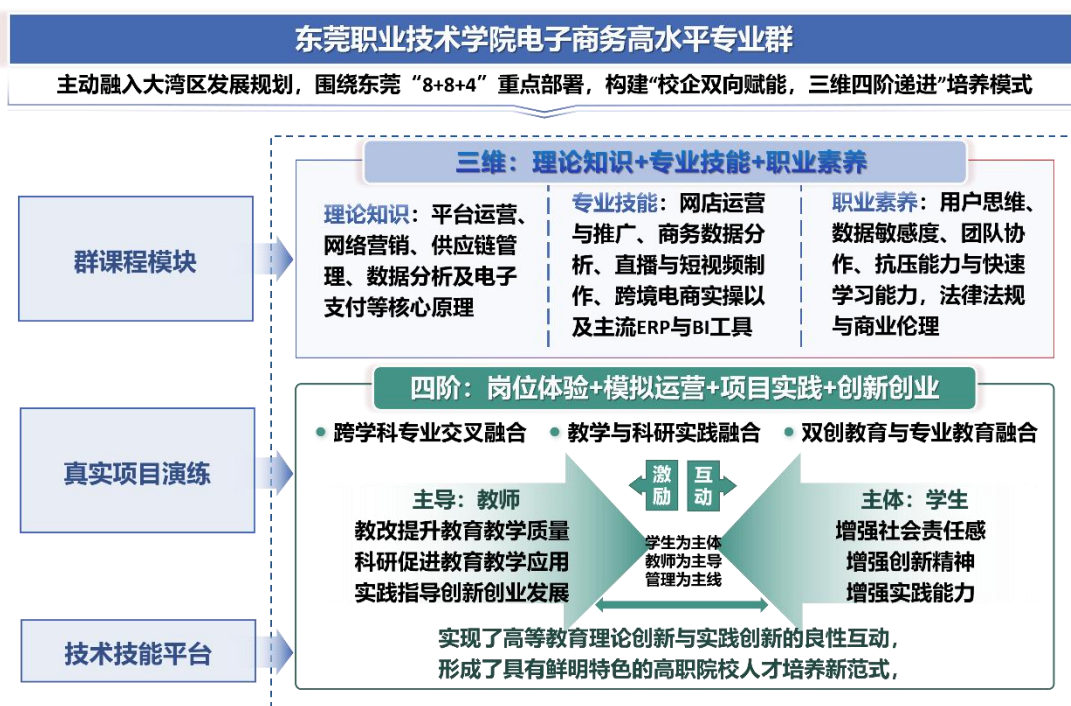 东莞职业技术学院电子商务高水平专业群
主动融入大湾区发展规划，围绕东莞“8+8+4”重点部署，构建“校企双向赋能，三维四阶递进”培养模式
三维：理论知识+专业技能+职业素养
群课程模块
理论知识：平台运营、
网络营销、供应链管
理、数据分析及电子
支付等核心原理
专业技能：网店运营
与推广、商务数据分
析、直播与短视频制
作、跨境电商实操以
及主流ERP与BI工具
职业素养：用户思维、
数据敏感度、团队协
作、抗压能力与快速
学习能力，法律法规
与商业伦理
四阶：岗位体验+模拟运营+项目实践+创新创业
• 跨学科专业交叉融合
• 教学与科研实践融合
• 双创教育与专业教育融合
真实项目演练
激励
互动
主导：教师
教改提升教育教学质量
科研促进教育教学应用
实践指导创新创业发展
学生为主体
教师为主导
管理为主线
主体：学生
增强社会责任感
增强创新精神
增强实践能力
技术技能平台
实现了高等教育理论创新与实践创新的良性互动，
形成了具有鲜明特色的高职院校人才培养新范式，